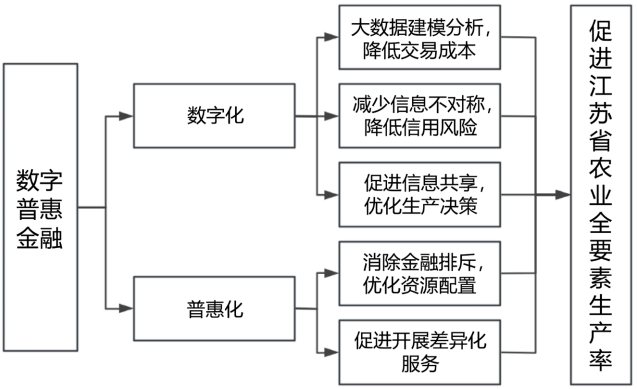 数字
普惠
金融
数字化
普惠化
大数据建模分析，
降低交易成本
减少信息不对称，
降低信用风险
促进信息共享，
优化生产决策
消除金融排斥，
优化资源配置
促进开展差异化
服务
促进江苏省农业全要素生产率